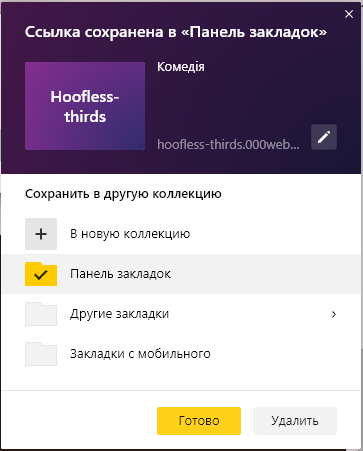 Ссылка сохранена в «Панель закладок»
Hoofless-
thirds
Комедія
hoofless-thirds.000web...
Сохранить в другую коллекцию
В новую коллекцию
Панель закладок
Другие закладки
Закладки с мобильного
Готово
Удалить